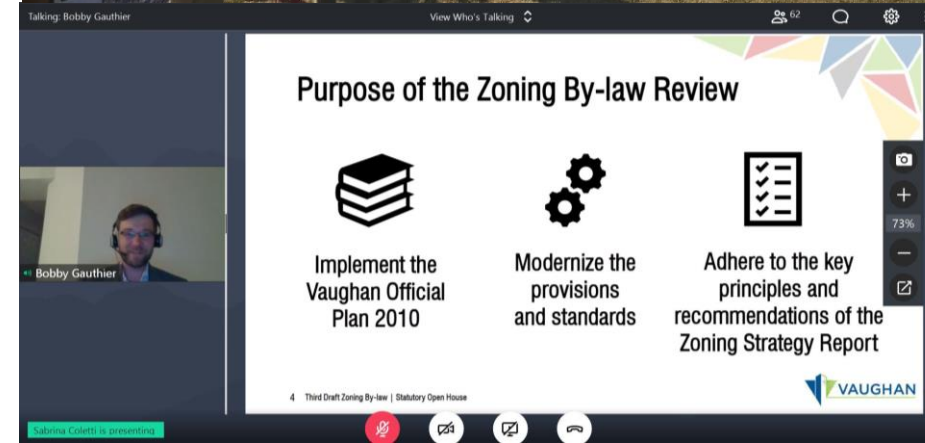 Talking: Bobby Gauthier
View Who's Talking
62
Purpose of the Zoning By-law Review
73%
Bobby Gauthier
Implement the
Vaughan Official
Plan 2010
Modernize the
provisions
and standards
Adhere to the key
principles and
recommendations of the
Zoning Strategy Report
4 Third Draft Zoning By-law | Statutory Open House
VAUGHAN
Sabrina Coletti is presenting